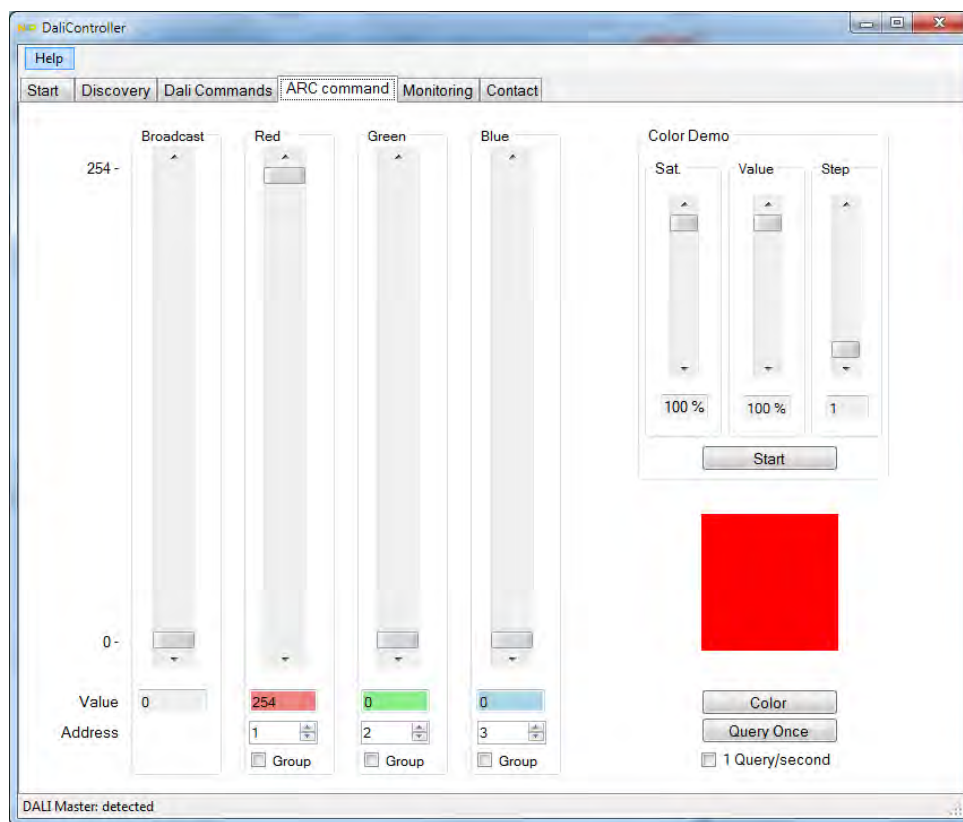 DaliController
Help
Start Discovery Dali Commands ARC command Monitoring Contact
Broadcast Red Green Blue Color Demo
254 - Sat. Value Step
100 % 100 % 1
Start
0 -
Value 0 254 0 0 Color
Address 1 2 3 Query Once
Group Group Group 1 Query/second
DALI Master: detected